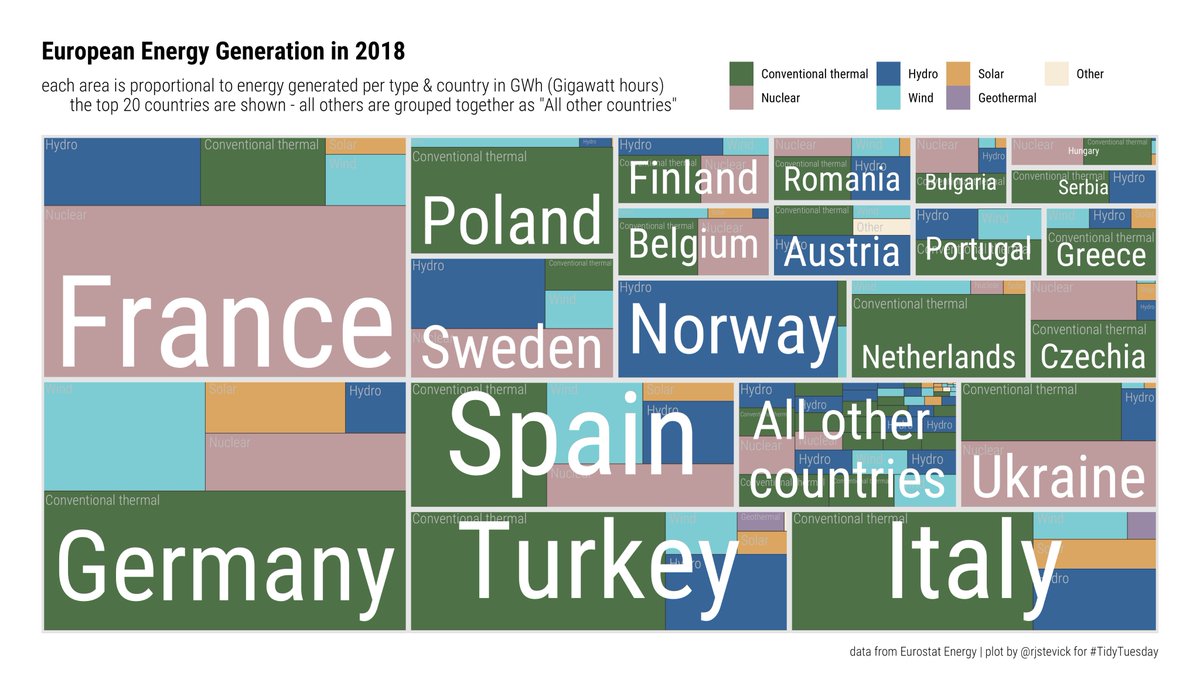 European Energy Generation in 2018
each area is proportional to energy generated per type & country in GWh (Gigawatt hours)
the top 20 countries are shown - all others are grouped together as "All other countries"
Conventional thermal
Hydro
Solar
Other
Nuclear
Wind
Geothermal
Hydro
Conventional thermal
Solar
Wind
Nuclear
France
Wind
Solar
Hydro
Nuclear
Conventional thermal
Germany
Hydro
Conventional thermal
Poland
Hydro
Conventional thermal
Wind
Sweden
Conventional thermal
Nuclear
Finland
Conventional thermal
Nuclear
Belgium
Nuclear
Wind
Conventional thermal
Hydro
Romania
Conventional thermal
Wind
Other
Hydro
Austria
Nuclear
Hydro
Conventional thermal
Bulgaria
Nuclear
Conventional thermal
Hungary
Conventional thermal
Hydro
Serbia
Hydro
Wind
Conventional thermal
Portugal
Wind
Hydro
Solar
Conventional thermal
Greece
Hydro
Norway
Wind
Nuclear
Conventional thermal
Netherlands
Nuclear
Hydro
Conventional thermal
Czechia
Conventional thermal
Wind
Solar
Hydro
Nuclear
Spain
Hydro
Hydro
Hydro
Hydro
Nuclear
Nuclear
Hydro
Wind
Hydro
All other
countries
Conventional thermal
Hydro
Nuclear
Ukraine
Conventional thermal
Wind
Geothermal
Solar
Hydro
Turkey
Conventional thermal
Wind
Hydro
Italy
data from Eurostat Energy | plot by @rjstevick for #TidyTuesday